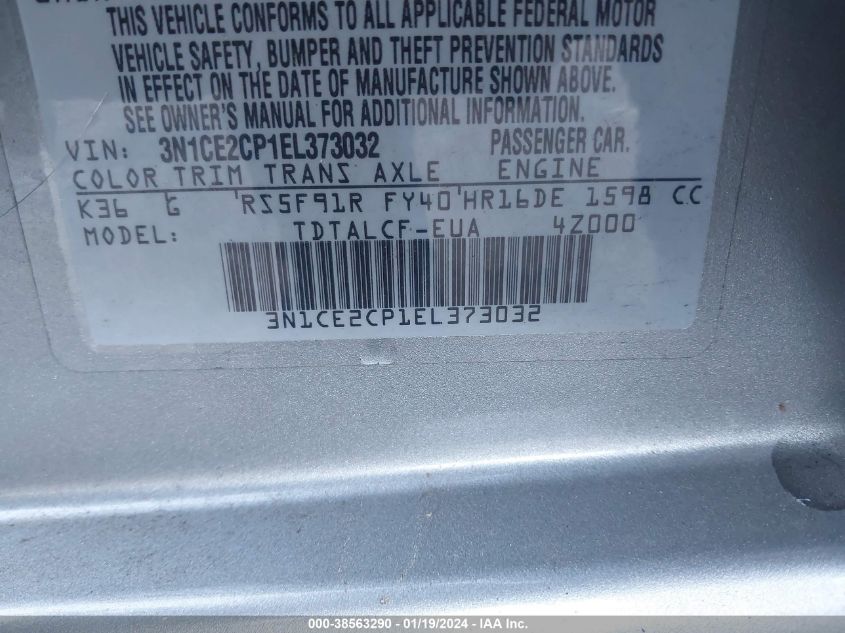 THIS VEHICLE CONFORMS TO ALL APPLICABLE FEDERAL MOTOR
VEHICLE SAFETY, BUMPER AND THEFT PREVENTION STANDARDS
IN EFFECT ON THE DATE OF MANUFACTURE SHOWN ABOVE.
SEE OWNER'S MANUAL FOR ADDITIONAL INFORMATION.
VIN: 3N1CE2CP1EL373032 PASSENGER CAR.
COLOR TRIM TRANS AXLE ENGINE
K36 G RS5F91R FY40 HR16DE 1598 CC
MODEL: TDTALCF-EUA 4Z000
3N1CE2CP1EL373032
000-38563290 - 01/19/2024 - IAA Inc.